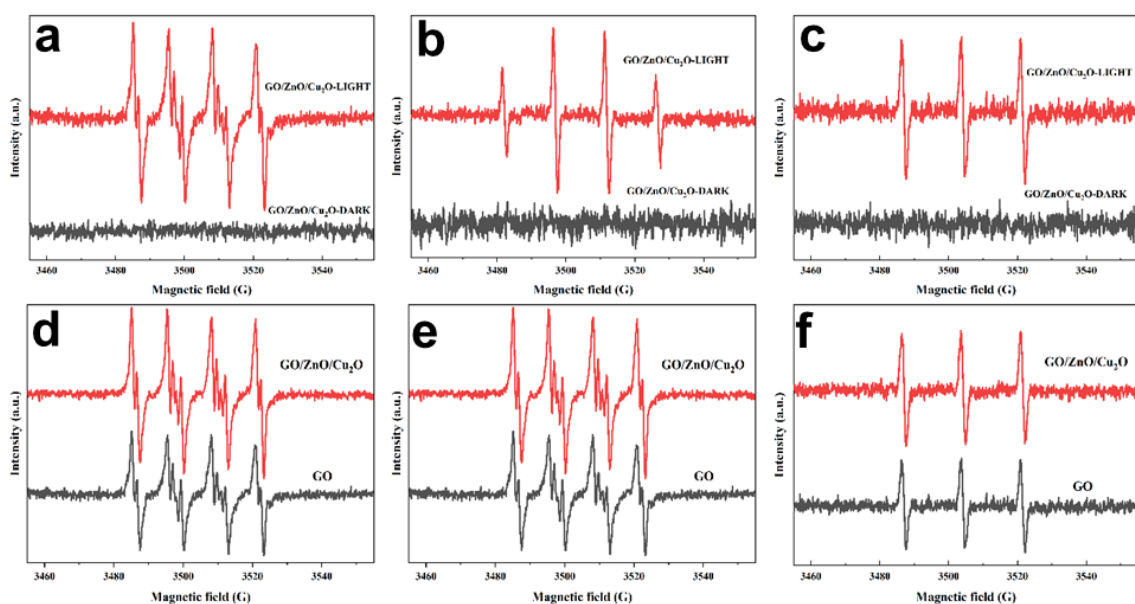 a
GO/ZnO/Cu₂O-LIGHT
GO/ZnO/Cu₂O-DARK
Intensity (a.u.)
3460 3480 3500 3520 3540
Magnetic field (G)
b
GO/ZnO/Cu₂O-LIGHT
GO/ZnO/Cu₂O-DARK
Intensity (a.u.)
3460 3480 3500 3520 3540
Magnetic field (G)
c
GO/ZnO/Cu₂O-LIGHT
GO/ZnO/Cu₂O-DARK
Intensity (a.u.)
3460 3480 3500 3520 3540
Magnetic field (G)
d
GO/ZnO/Cu₂O
GO
Intensity (a.u.)
3460 3480 3500 3520 3540
Magnetic field (G)
e
GO/ZnO/Cu₂O
GO
Intensity (a.u.)
3460 3480 3500 3520 3540
Magnetic field (G)
f
GO/ZnO/Cu₂O
GO
Intensity (a.u.)
3460 3480 3500 3520 3540
Magnetic field (G)